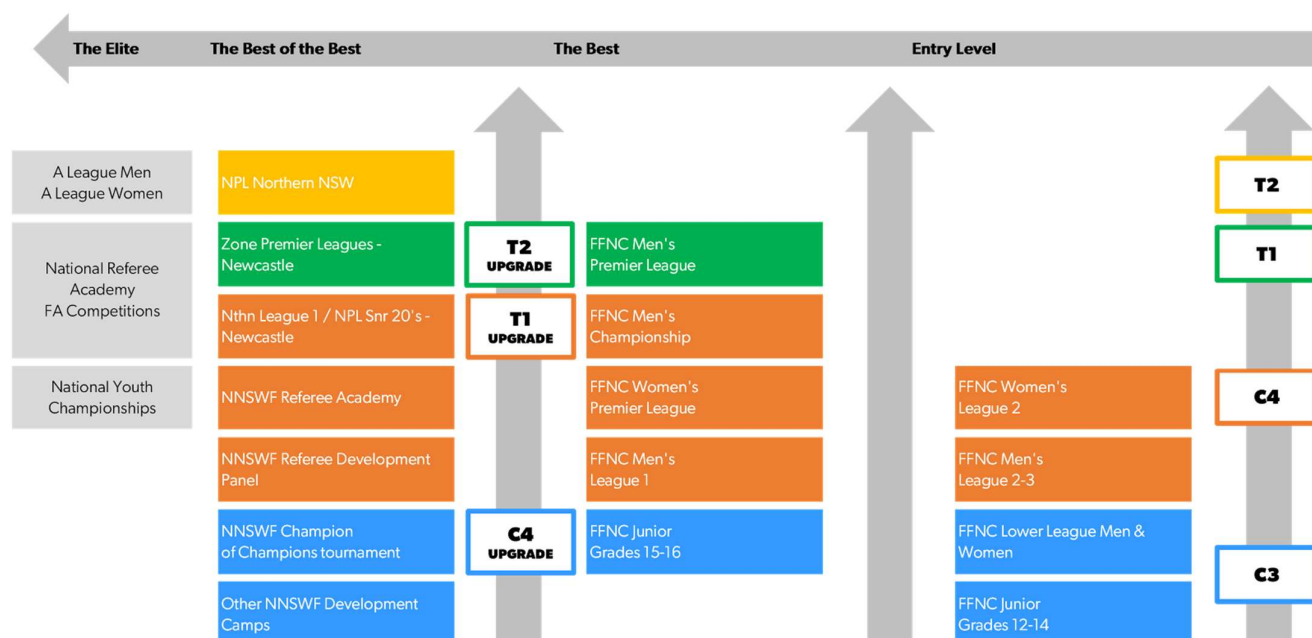 The Elite
The Best of the Best
The Best
Entry Level
A League Men
A League Women
NPL Northern NSW
T2
National Referee
Academy
FA Competitions
Zone Premier Leagues -
Newcastle
T2
UPGRADE
FFNC Men's
Premier League
T1
Nthn League 1 / NPL Snr 20's -
Newcastle
T1
UPGRADE
FFNC Men's
Championship
National Youth
Championships
NNSWF Referee Academy
FFNC Women's
Premier League
FFNC Women's
League 2
C4
NNSWF Referee Development
Panel
FFNC Men's
League 1
FFNC Men's
League 2-3
NNSWF Champion
of Champions tournament
C4
UPGRADE
FFNC Junior
Grades 15-16
FFNC Lower League Men &
Women
C3
Other NNSWF Development
Camps
FFNC Junior
Grades 12-14